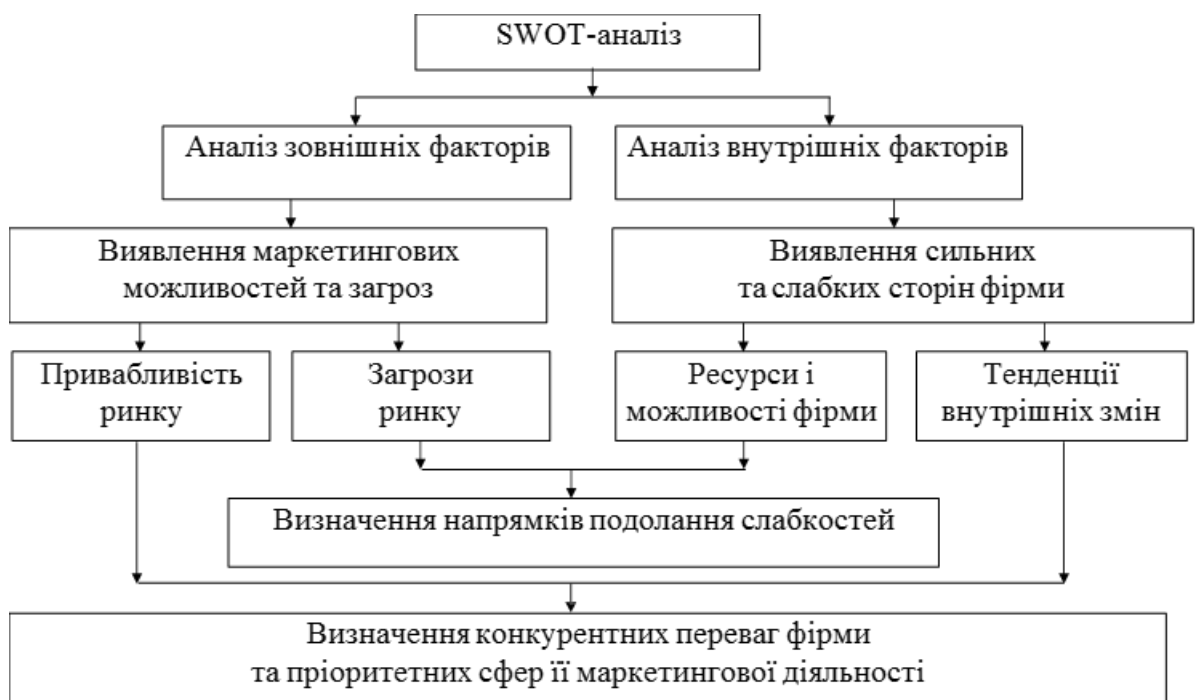 SWOT-аналіз
Аналіз зовнішніх факторів
Аналіз внутрішніх факторів
Виявлення маркетингових
можливостей та загроз
Виявлення сильних
та слабких сторін фірми
Привабливість
ринку
Загрози
ринку
Ресурси і
можливості фірми
Тенденції
внутрішніх змін
Визначення напрямків подолання слабкостей
Визначення конкурентних переваг фірми
та пріоритетних сфер її маркетингової діяльності